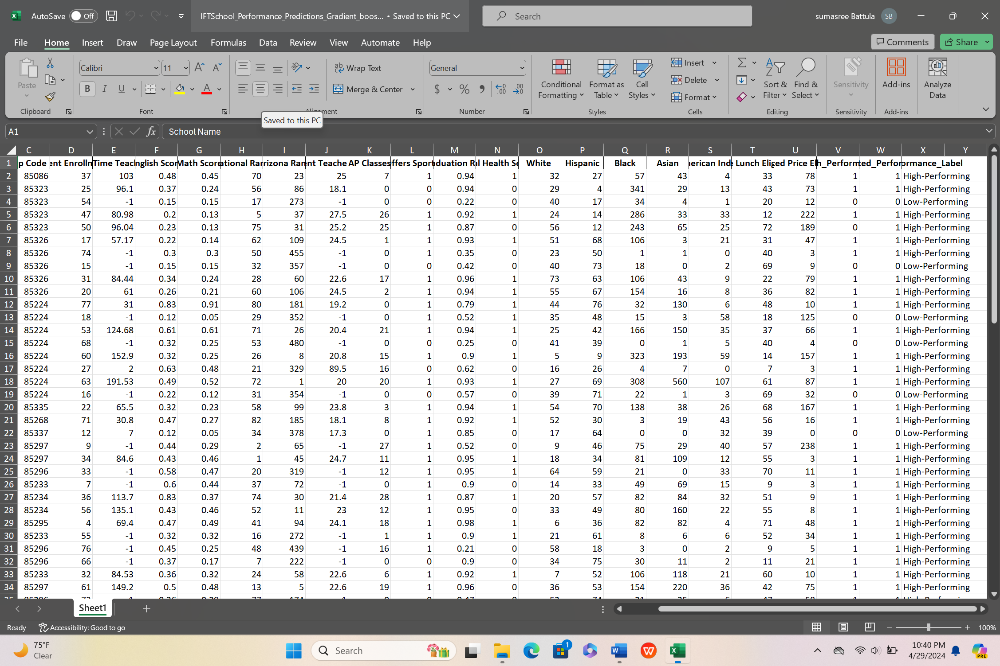 AutoSave Off IFTSchool_Performance_Predictions_Gradient_boos... • Saved to this PC Search sumasree Battula SB
File Home Insert Draw Page Layout Formulas Data Review View Automate Help Comments Share
Paste Calibri 11 Wrap Text General Conditional Formatting Format as Table Cell Styles Insert Sort & Filter Find & Select Sensitivity Add-ins Analyze Data
B I U Merge & Center $ % Delete
Format
Clipboard Font Alignment Number Styles Cells Editing Sensitivity Add-ins
Saved to this PC
A1 fx School Name
C D E F G H I J K L M N O P Q R S T U V W X Y
1 p Code ent Enrolln Time Teac nglish Scor Math Score ational Ran rizona Ran nt Teache AP Classes ffers Sport duation R l Health Se White Hispanic Black Asian erican Ind Lunch Elig ed Price El h_Perform ted_Perfor ormance_Label
2 85086 37 103 0.48 0.45 70 23 25 7 1 0.94 1 32 27 57 43 4 33 78 1 1 High-Performing
3 85323 25 96.1 0.37 0.24 56 86 18.1 0 0 0.94 0 29 4 341 29 13 43 73 1 1 High-Performing
4 85323 54 -1 0.15 0.15 17 273 -1 0 0 0.22 0 40 17 34 4 1 20 12 0 0 Low-Performing
5 85323 47 80.98 0.2 0.13 5 37 27.5 26 1 0.92 1 24 14 286 33 33 12 222 1 1 High-Performing
6 85323 50 96.04 0.23 0.13 75 31 25.2 25 1 0.87 0 56 12 243 65 25 72 189 0 1 High-Performing
7 85326 17 57.17 0.22 0.14 62 109 24.5 1 1 0.93 1 51 68 106 3 21 31 47 1 1 High-Performing
8 85326 74 -1 0.3 0.3 50 455 -1 0 1 0.35 0 23 50 1 1 0 40 3 1 1 High-Performing
9 85326 15 -1 0.15 0.15 32 357 -1 0 0 0.42 0 40 73 18 0 2 69 9 0 0 Low-Performing
10 85326 31 84.44 0.34 0.24 28 60 22.6 17 1 0.96 1 73 63 106 43 9 22 79 1 1 High-Performing
11 85326 20 61 0.26 0.21 60 106 24.5 2 1 0.94 1 55 67 154 16 8 36 82 1 1 High-Performing
12 85224 77 31 0.83 0.91 80 181 19.2 0 1 0.79 1 44 76 32 130 6 48 10 1 1 High-Performing
13 85224 18 -1 0.12 0.05 29 352 -1 0 1 0.52 1 35 48 15 3 58 18 125 0 0 Low-Performing
14 85224 53 124.68 0.61 0.61 71 26 20.4 21 1 0.94 1 25 42 166 150 35 37 66 1 1 High-Performing
15 85224 68 -1 0.32 0.25 53 480 -1 0 0 0.25 0 41 39 0 1 5 40 4 0 0 Low-Performing
16 85224 60 152.9 0.32 0.25 26 8 20.8 15 1 0.9 1 5 9 323 193 59 14 157 1 1 High-Performing
17 85224 27 2 0.63 0.48 21 329 89.5 16 0 0.62 0 16 26 4 7 0 7 3 1 1 High-Performing
18 85224 63 191.53 0.49 0.52 72 1 20 20 1 0.93 1 27 69 308 560 107 61 87 1 1 High-Performing
19 85224 16 -1 0.22 0.12 31 354 -1 0 0 0.57 0 39 71 22 1 3 69 32 0 0 Low-Performing
20 85335 22 65.5 0.32 0.23 58 99 23.8 3 1 0.94 1 54 70 138 38 26 68 167 1 1 High-Performing
21 85268 71 30.8 0.47 0.27 82 185 18.1 8 1 0.92 1 52 30 3 19 43 56 16 1 1 High-Performing
22 85337 12 7 0.12 0.05 34 378 17.3 0 1 0.85 0 17 64 0 0 32 39 0 0 0 Low-Performing
23 85297 9 -1 0.44 0.29 2 65 -1 27 1 0.52 0 9 46 75 29 40 57 238 1 1 High-Performing
24 85297 34 84.6 0.43 0.46 1 45 24.7 11 1 0.95 1 18 34 81 109 12 55 3 1 1 High-Performing
25 85296 33 -1 0.58 0.47 20 319 -1 12 1 0.95 1 64 59 21 0 33 70 11 1 1 High-Performing
26 85233 7 -1 0.6 0.44 37 72 -1 0 1 0.9 0 14 33 49 69 15 9 3 1 1 High-Performing
27 85234 36 113.7 0.83 0.37 74 30 21.4 28 1 0.87 1 20 57 82 84 32 51 9 1 1 High-Performing
28 85234 56 135.1 0.43 0.46 52 11 23 12 1 0.95 0 33 49 80 160 22 55 8 1 1 High-Performing
29 85295 4 69.4 0.47 0.49 41 94 24.1 18 1 0.98 1 6 36 82 82 4 71 48 1 1 High-Performing
30 85233 55 -1 0.32 0.32 16 272 -1 1 1 0.9 1 21 61 8 6 6 52 34 1 1 High-Performing
31 85296 76 -1 0.45 0.25 48 439 -1 16 1 0.21 0 58 18 3 0 2 9 5 1 1 High-Performing
32 85296 66 -1 0.37 0.17 7 222 -1 0 0 0.9 0 34 75 30 11 2 11 21 1 1 High-Performing
33 85233 32 84.53 0.36 0.32 24 58 22.6 6 1 0.92 1 7 52 106 118 21 60 10 1 1 High-Performing
34 85297 61 149.2 0.5 0.48 13 5 22.6 19 1 0.96 0 36 53 154 220 36 42 75 1 1 High-Performing
Sheet1
Ready Accessibility: Good to go 100%
75°F
Clear
Search
1
10:40 PM
4/29/2024
PRE